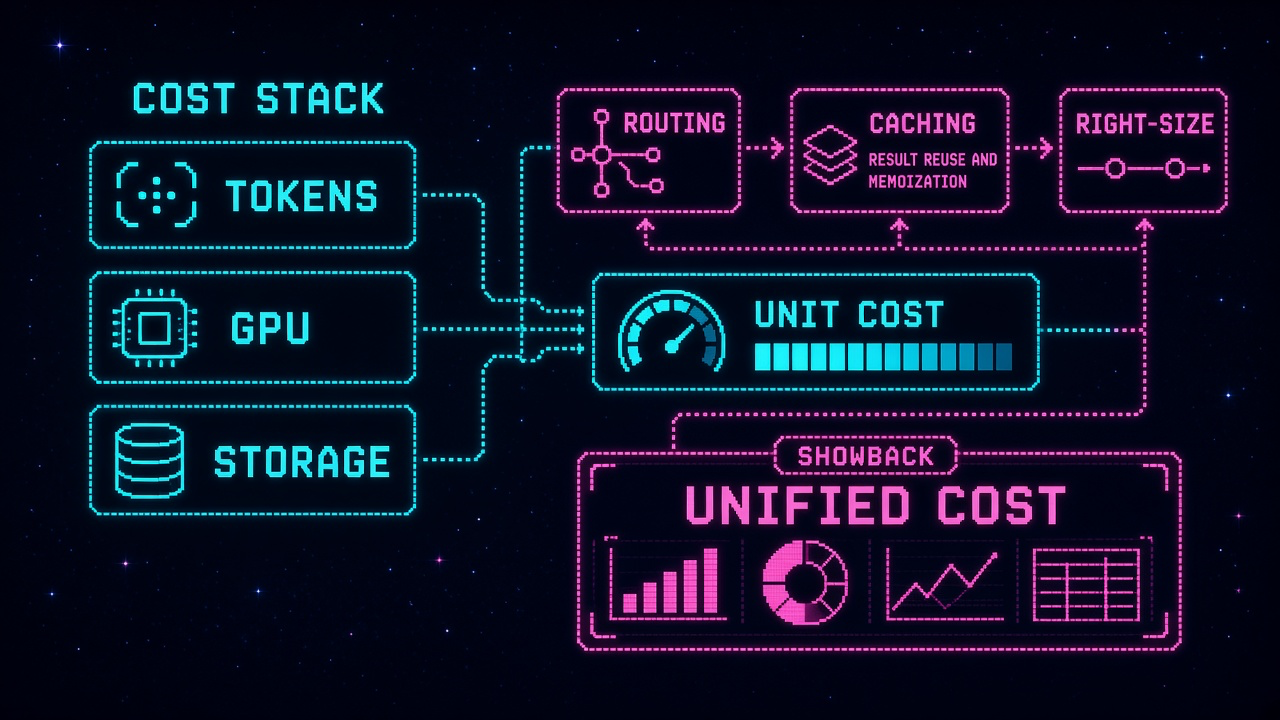 COST STACK
TOKENS
GPU
STORAGE
ROUTING
CACHING
RESULT REUSE AND
MEMOIZATION
RIGHT-SIZE
UNIT COST
SHOWBACK
UNIFIED COST